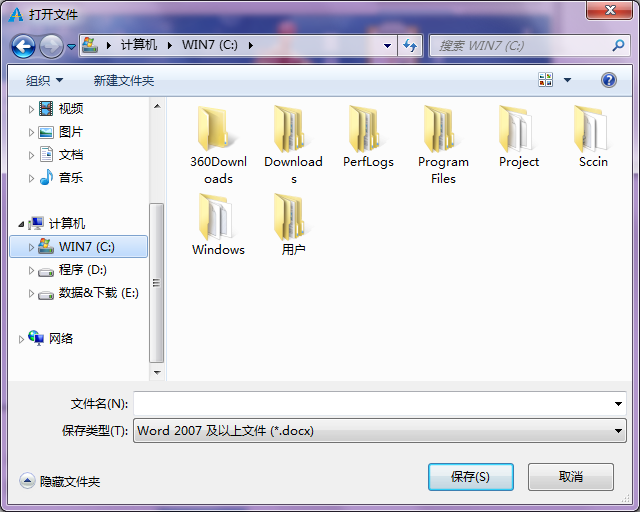 打开文件
计算机 WIN7 (C:)
搜索 WIN7 (C:)
组织 新建文件夹
视频
图片
文档
音乐
计算机
WIN7 (C:)
程序 (D:)
数据&下载 (E:)
网络
360Downl
oads
Download
s
PerfLogs
Program
Files
Project
Sccin
Windows
用户
文件名(N):
保存类型(T): Word 2007 及以上文件 (*.docx)
隐藏文件夹
保存(S) 取消